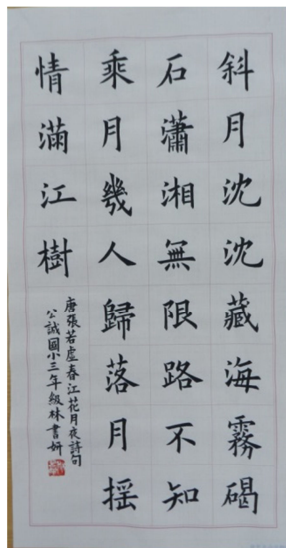 斜月沈沈藏海霧碣
石瀟湘無限路不知
乘月幾人歸落月搖
情滿江樹
唐張若虛春江花月夜詩句
公誠國小三年級林書妍